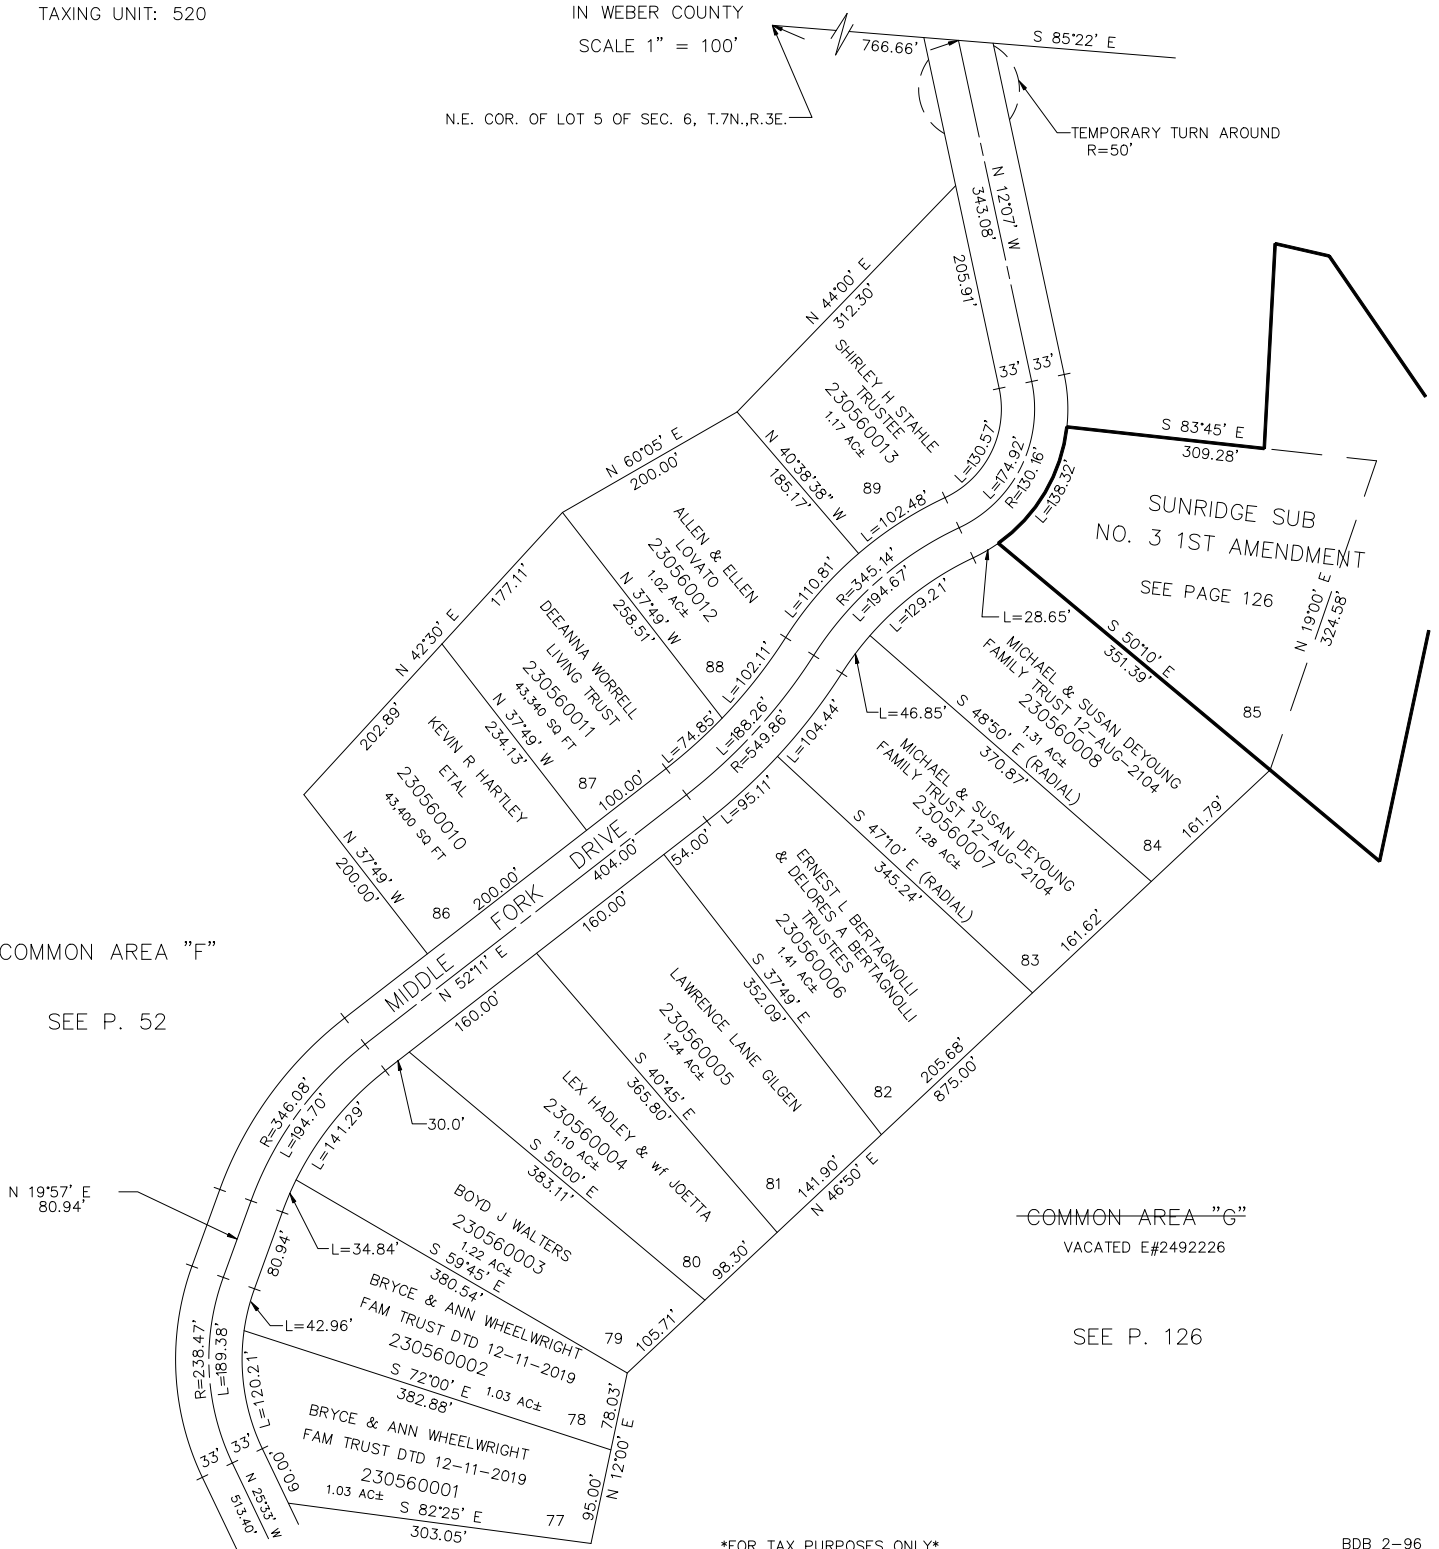 TAXING UNIT: 520
IN WEBER COUNTY
SCALE 1" = 100'
766.66'
S 85°22' E
N.E. COR. OF LOT 5 OF SEC. 6, T.7N.,R.3E.
TEMPORARY TURN AROUND
R=50'
N 12°07' W
343.08'
205.91'
N 44°00' E
312.30'
SHIRLEY H STAHLE
TRUSTEE
230560013
1.17 AC±
89
33'
33'
L=130.57'
L=174.92'
R=130.16'
L=138.32'
S 83°45' E
309.28'
SUNRIDGE SUB
NO. 3 1ST AMENDMENT
SEE PAGE 126
N 19°00' E
324.58'
S 50°10' E
351.39'
85
N 60°05' E
200.00'
N 40°38'38" W
185.17'
L=102.48'
ALLEN & ELLEN
LOVATO
230560012
1.02 AC±
88
L=110.81'
R=345.14'
L=194.67'
L=129.21'
L=28.65'
N 37°49' W
258.51'
L=102.11'
177.11'
N 42°30' E
202.89'
DEEANNA WORRELL
LIVING TRUST
230560011
43,340 SQ FT
87
N 37°49' W
234.13'
L=74.85'
L=188.26'
R=549.86'
L=104.44'
L=46.85'
MICHAEL & SUSAN DEYOUNG
FAMILY TRUST 12-AUG-2104
230560008
1.31 AC±
84
161.79'
S 48°50' E (RADIAL)
370.87'
MICHAEL & SUSAN DEYOUNG
FAMILY TRUST 12-AUG-2104
230560007
1.28 AC±
83
161.62'
S 47°10' E (RADIAL)
345.24'
KEVIN R HARTLEY
ETAL
230560010
43,400 SQ FT
86
N 37°49' W
200.00'
100.00'
200.00'
MIDDLE FORK DRIVE
404.00'
N 52°11' E
L=95.11'
54.00'
160.00'
160.00'
ERNEST L BERTAGNOLLI
& DELORES A BERTAGNOLLI
TRUSTEES
230560006
1.41 AC±
82
205.68'
875.00'
S 37°49' E
352.09'
COMMON AREA "F"
SEE P. 52
LAWRENCE LANE GILGEN
230560005
1.24 AC±
81
141.90'
N 46°50' E
S 40°45' E
365.80'
LEX HADLEY & wf JOETTA
230560004
1.10 AC±
80
98.30'
30.0'
S 50°00' E
383.11'
R=346.08'
L=194.70'
L=141.29'
BOYD J WALTERS
230560003
1.22 AC±
79
105.71'
N 19°57' E
80.94'
80.94'
L=34.84'
S 59°45' E
380.54'
COMMON AREA "G"
VACATED E#2492226
SEE P. 126
BRYCE & ANN WHEELWRIGHT
FAM TRUST DTD 12-11-2019
230560002
1.03 AC±
78
78.03'
L=42.96'
S 72°00' E
382.88'
R=238.47'
L=189.38'
L=120.21'
BRYCE & ANN WHEELWRIGHT
FAM TRUST DTD 12-11-2019
230560001
1.03 AC±
77
95.00'
N 12°00' E
33'
33'
60.00'
N 25°33' W
513.40'
S 82°25' E
303.05'
*FOR TAX PURPOSES ONLY*
BDB 2-96